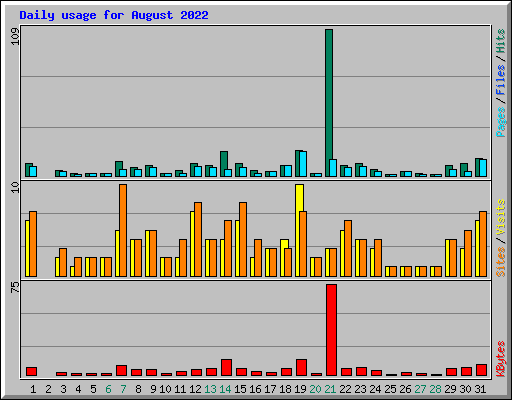 Daily usage for August 2022
109
Pages/Files/Hits
10
Sites/Visits
75
KBytes
1 2 3 4 5 6 7 8 9 10 11 12 13 14 15 16 17 18 19 20 21 22 23 24 25 26 27 28 29 30 31